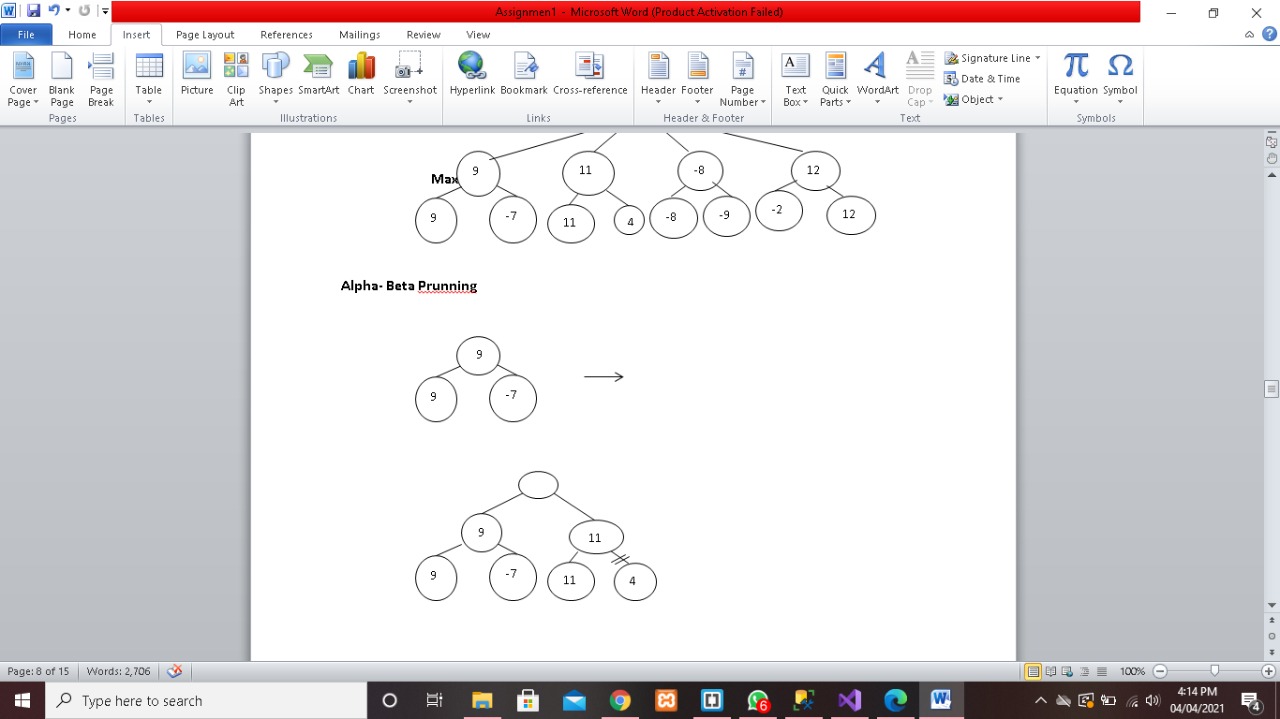 Assignmen1 - Microsoft Word (Product Activation Failed)
File Home Insert Page Layout References Mailings Review View
Cover Page Blank Page Page Break Table Picture Clip Art Shapes SmartArt Chart Screenshot Hyperlink Bookmark Cross-reference Header Footer Page Number Text Box Quick Parts WordArt Drop Cap Signature Line Date & Time Object Equation Symbol
Pages Tables Illustrations Links Header & Footer Text Symbols
Max 9 11 -8 12
9 -7 11 4 -8 -9 -2 12
Alpha- Beta Prunning
9
9 -7
9 11
9 -7 11 4
Page: 8 of 15 Words: 2,706 100%
Type here to search 6 4:14 PM
04/04/2021 4